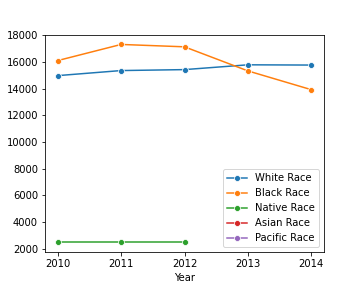 18000
16000
14000
12000
10000
8000
6000
4000
2000
White Race
Black Race
Native Race
Asian Race
Pacific Race
2010 2011 2012 2013 2014
Year